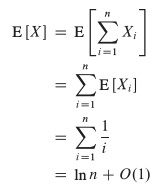 E[X] = E[∑_{i=1}^{n} X_i]
= ∑_{i=1}^{n} E[X_i]
= ∑_{i=1}^{n} 1/i
= ln n + O(1)